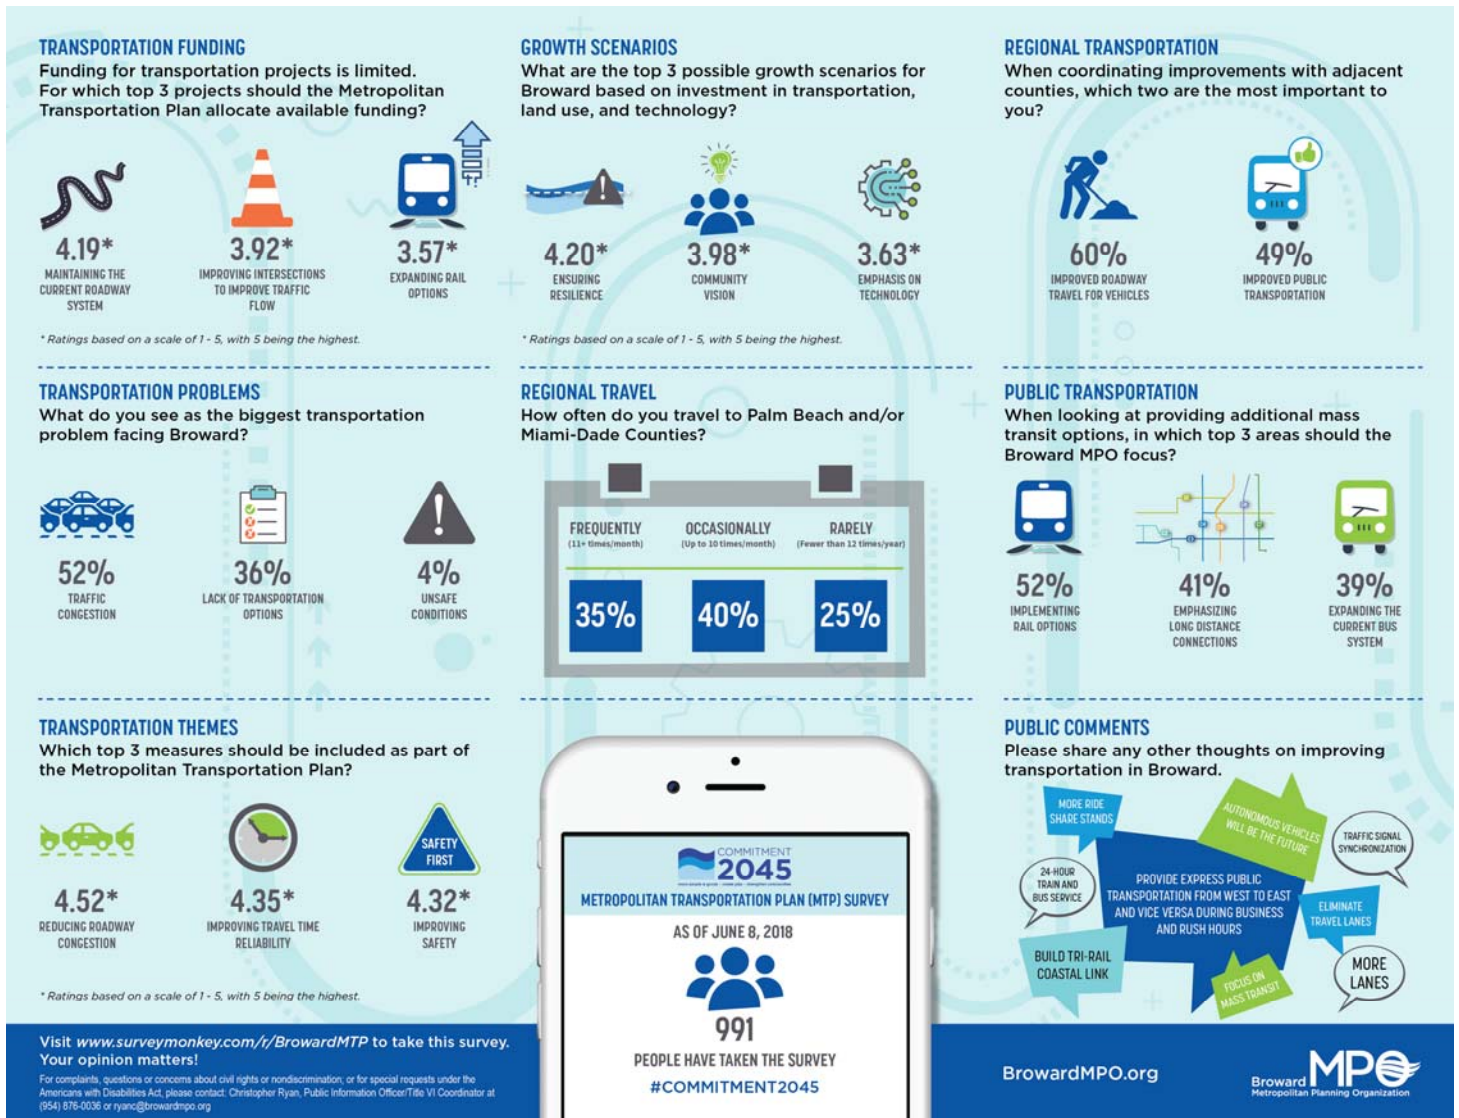 TRANSPORTATION FUNDING
Funding for transportation projects is limited.
For which top 3 projects should the Metropolitan
Transportation Plan allocate available funding?
4.19*
MAINTAINING THE
CURRENT ROADWAY
SYSTEM
3.92*
IMPROVING INTERSECTIONS
TO IMPROVE TRAFFIC
FLOW
3.57*
EXPANDING RAIL
OPTIONS
* Ratings based on a scale of 1 - 5, with 5 being the highest.
GROWTH SCENARIOS
What are the top 3 possible growth scenarios for
Broward based on investment in transportation,
land use, and technology?
4.20*
ENSURING
RESILIENCE
3.98*
COMMUNITY
VISION
3.63*
EMPHASIS ON
TECHNOLOGY
* Ratings based on a scale of 1 - 5, with 5 being the highest.
REGIONAL TRANSPORTATION
When coordinating improvements with adjacent
counties, which two are the most important to
you?
60%
IMPROVED ROADWAY
TRAVEL FOR VEHICLES
49%
IMPROVED PUBLIC
TRANSPORTATION
TRANSPORTATION PROBLEMS
What do you see as the biggest transportation
problem facing Broward?
52%
TRAFFIC
CONGESTION
36%
LACK OF TRANSPORTATION
OPTIONS
4%
UNSAFE
CONDITIONS
REGIONAL TRAVEL
How often do you travel to Palm Beach and/or
Miami-Dade Counties?
FREQUENTLY
(11+ times/month)
35%
OCCASIONALLY
(Up to 10 times/month)
40%
RARELY
(Fewer than 12 times/year)
25%
PUBLIC TRANSPORTATION
When looking at providing additional mass
transit options, in which top 3 areas should the
Broward MPO focus?
52%
IMPLEMENTING
RAIL OPTIONS
41%
EMPHASIZING
LONG DISTANCE
CONNECTIONS
39%
EXPANDING THE
CURRENT BUS
SYSTEM
TRANSPORTATION THEMES
Which top 3 measures should be included as part of
the Metropolitan Transportation Plan?
4.52*
REDUCING ROADWAY
CONGESTION
4.35*
IMPROVING TRAVEL TIME
RELIABILITY
SAFETY
FIRST
4.32*
IMPROVING
SAFETY
* Ratings based on a scale of 1 - 5, with 5 being the highest.
COMMITMENT
2045
METROPOLITAN TRANSPORTATION PLAN (MTP) SURVEY
AS OF JUNE 8, 2018
991
PEOPLE HAVE TAKEN THE SURVEY
#COMMITMENT2045
PUBLIC COMMENTS
Please share any other thoughts on improving
transportation in Broward.
MORE RIDE
SHARE STANDS
AUTONOMOUS VEHICLES
WILL BE THE FUTURE
TRAFFIC SIGNAL
SYNCHRONIZATION
24-HOUR
TRAIN AND
BUS SERVICE
PROVIDE EXPRESS PUBLIC
TRANSPORTATION FROM WEST TO EAST
AND VICE VERSA DURING BUSINESS
AND RUSH HOURS
ELIMINATE
TRAVEL LANES
BUILD TRI-RAIL
COASTAL LINK
FOCUS ON
MASS TRANSIT
MORE
LANES
Visit www.surveymonkey.com/r/BrowardMTP to take this survey.
Your opinion matters!
For complaints, questions or concerns about civil rights or nondiscrimination; or for special requests under the
Americans with Disabilities Act, please contact: Christopher Ryan, Public Information Officer/Title VI Coordinator at
(954) 876-0036 or ryanc@browardmpo.org
BrowardMPO.org
Broward MPO
Metropolitan Planning Organization